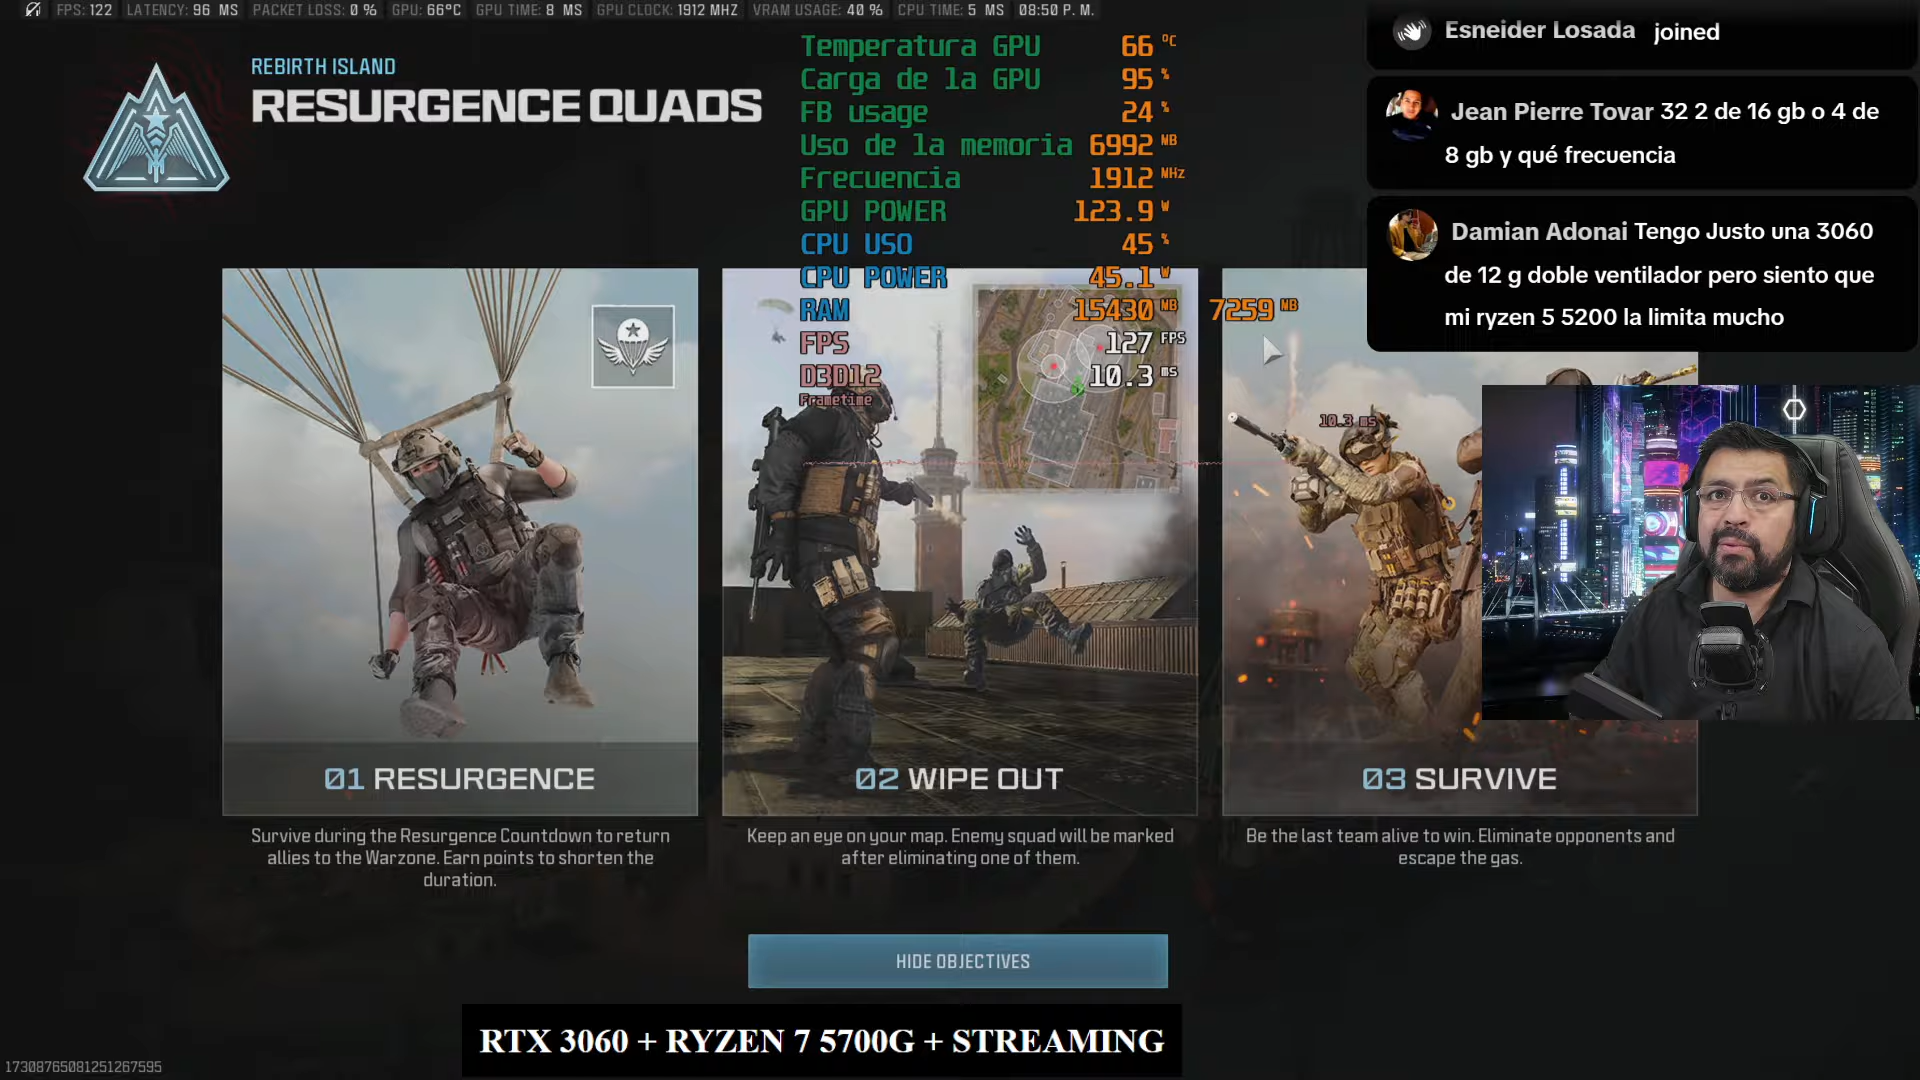 FPS: 122 LATENCY: 96 MS PACKET LOSS: 0 % GPU: 66°C GPU TIME: 8 MS GPU CLOCK: 1912 MHZ VRAM USAGE: 40 % CPU TIME: 5 MS 08:50 P. M.
REBIRTH ISLAND
RESURGENCE QUADS
Temperatura GPU 66 °C
Carga de la GPU 95 %
FB usage 24 %
Uso de la memoria 6992 MB
Frecuencia 1912 MHz
GPU POWER 123.9 W
CPU USO 45 %
CPU POWER 45.1 W
RAM 15430 MB 7259 MB
FPS 127 FPS
D3D12 10.3 ms
Frametime
10.3 ms
Esneider Losada joined
Jean Pierre Tovar 32 2 de 16 gb o 4 de
8 gb y qué frecuencia
Damian Adonai Tengo Justo una 3060
de 12 g doble ventilador pero siento que
mi ryzen 5 5200 la limita mucho
01 RESURGENCE
Survive during the Resurgence Countdown to return
allies to the Warzone. Earn points to shorten the
duration.
02 WIPE OUT
Keep an eye on your map. Enemy squad will be marked
after eliminating one of them.
03 SURVIVE
Be the last team alive to win. Eliminate opponents and
escape the gas.
HIDE OBJECTIVES
RTX 3060 + RYZEN 7 5700G + STREAMING
17308765081251267595